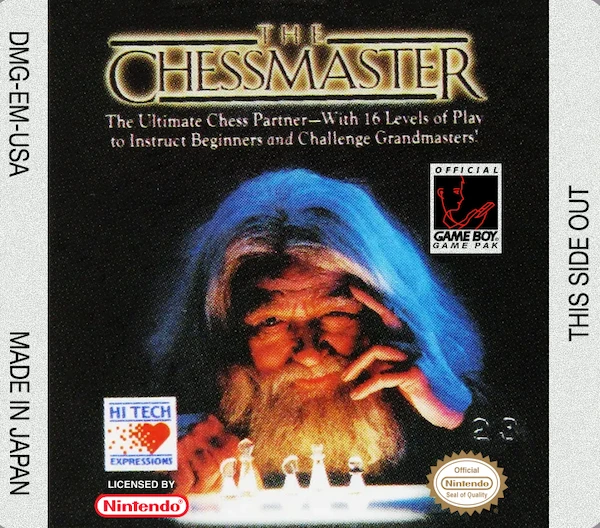 DMG-EM-USA
MADE IN JAPAN
THE
CHESSMASTER
The Ultimate Chess Partner—With 16 Levels of Play
to Instruct Beginners and Challenge Grandmasters!
OFFICIAL
GAME BOY
GAME PAK
HI TECH
EXPRESSIONS
LICENSED BY
Nintendo
23
Official
Nintendo
Seal of Quality
THIS SIDE OUT